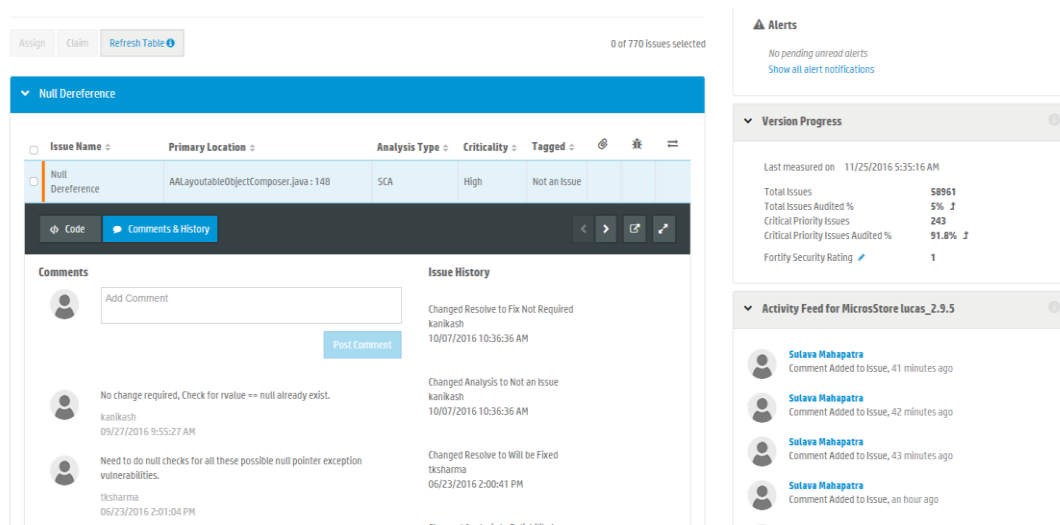 Assign Claim Refresh Table
0 of 770 issues selected
Null Dereference
Issue Name Primary Location Analysis Type Criticality Tagged
Null Dereference AALayoutableObjectComposer.java : 148 SCA High Not an Issue
Code Comments & History
Comments
Add Comment
Post Comment
No change required, Check for rvalue == null already exist.
kanikash
09/27/2016 9:55:27 AM
Need to do null checks for all these possible null pointer exception
vulnerabilities.
tksharma
06/23/2016 2:01:04 PM
Issue History
Changed Resolve to Fix Not Required
kanikash
10/07/2016 10:36:36 AM
Changed Analysis to Not an Issue
kanikash
10/07/2016 10:36:36 AM
Changed Resolve to Will be Fixed
tksharma
06/23/2016 2:00:41 PM
Alerts
No pending unread alerts
Show all alert notifications
Version Progress
Last measured on 11/25/2016 5:35:16 AM
Total Issues 58961
Total Issues Audited % 5%
Critical Priority Issues 243
Critical Priority Issues Audited % 91.8%
Fortify Security Rating 1
Activity Feed for MicrosStore lucas_2.9.5
Sulava Mahapatra
Comment Added to Issue, 41 minutes ago
Sulava Mahapatra
Comment Added to Issue, 42 minutes ago
Sulava Mahapatra
Comment Added to Issue, 43 minutes ago
Sulava Mahapatra
Comment Added to Issue, an hour ago